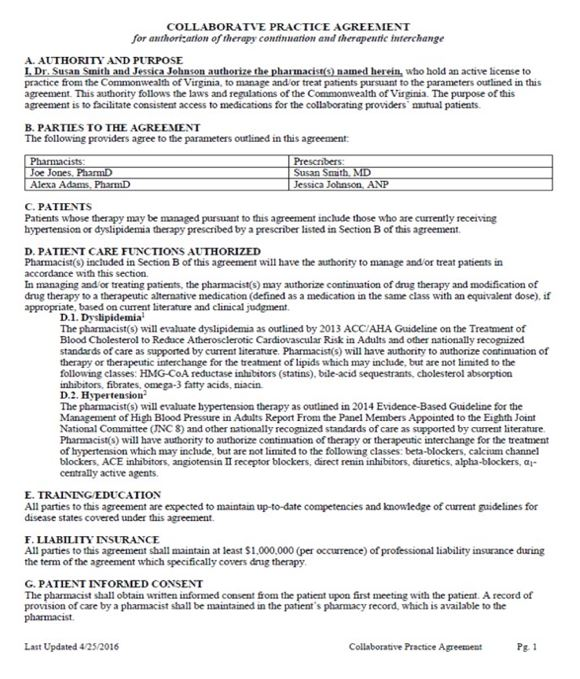 COLLABORATVE PRACTICE AGREEMENT
for authorization of therapy continuation and therapeutic interchange
A. AUTHORITY AND PURPOSE
I, Dr. Susan Smith and Jessica Johnson authorize the pharmacist(s) named herein, who hold an active license to
practice from the Commonwealth of Virginia, to manage and/or treat patients pursuant to the parameters outlined in this
agreement. This authority follows the laws and regulations of the Commonwealth of Virginia. The purpose of this
agreement is to facilitate consistent access to medications for the collaborating providers' mutual patients.
B. PARTIES TO THE AGREEMENT
The following providers agree to the parameters outlined in this agreement:
Pharmacists: Prescribers:
Joe Jones, PharmD Susan Smith, MD
Alexa Adams, PharmD Jessica Johnson, ANP
C. PATIENTS
Patients whose therapy may be managed pursuant to this agreement include those who are currently receiving
hypertension or dyslipidemia therapy prescribed by a prescriber listed in Section B of this agreement.
D. PATIENT CARE FUNCTIONS AUTHORIZED
Pharmacist(s) included in Section B of this agreement will have the authority to manage and/or treat patients in
accordance with this section.
In managing and/or treating patients, the pharmacist(s) may authorize continuation of drug therapy and modification of
drug therapy to a therapeutic alternative medication (defined as a medication in the same class with an equivalent dose), if
appropriate, based on current literature and clinical judgment.
D.1. Dyslipidemia¹
The pharmacist(s) will evaluate dyslipidemia as outlined by 2013 ACC/AHA Guideline on the Treatment of
Blood Cholesterol to Reduce Atherosclerotic Cardiovascular Risk in Adults and other nationally recognized
standards of care as supported by current literature. Pharmacist(s) will have authority to authorize continuation of
therapy or therapeutic interchange for the treatment of lipids which may include, but are not limited to the
following classes: HMG-CoA reductase inhibitors (statins), bile-acid sequestrants, cholesterol absorption
inhibitors, fibrates, omega-3 fatty acids, niacin.
D.2. Hypertension²
The pharmacist(s) will evaluate hypertension therapy as outlined in 2014 Evidence-Based Guideline for the
Management of High Blood Pressure in Adults Report From the Panel Members Appointed to the Eighth Joint
National Committee (JNC 8) and other nationally recognized standards of care as supported by current literature.
Pharmacist(s) will have authority to authorize continuation of therapy or therapeutic interchange for the treatment
of hypertension which may include, but are not limited to the following classes: beta-blockers, calcium channel
blockers, ACE inhibitors, angiotensin II receptor blockers, direct renin inhibitors, diuretics, alpha-blockers, α₁-
centrally active agents.
E. TRAINING/EDUCATION
All parties to this agreement are expected to maintain up-to-date competencies and knowledge of current guidelines for
disease states covered under this agreement.
F. LIABILITY INSURANCE
All parties to this agreement shall maintain at least $1,000,000 (per occurrence) of professional liability insurance during
the term of the agreement which specifically covers drug therapy.
G. PATIENT INFORMED CONSENT
The pharmacist shall obtain written informed consent from the patient upon first meeting with the patient. A record of
provision of care by a pharmacist shall be maintained in the patient's pharmacy record, which is available to the
pharmacist.
Last Updated 4/25/2016 Collaborative Practice Agreement Pg. 1